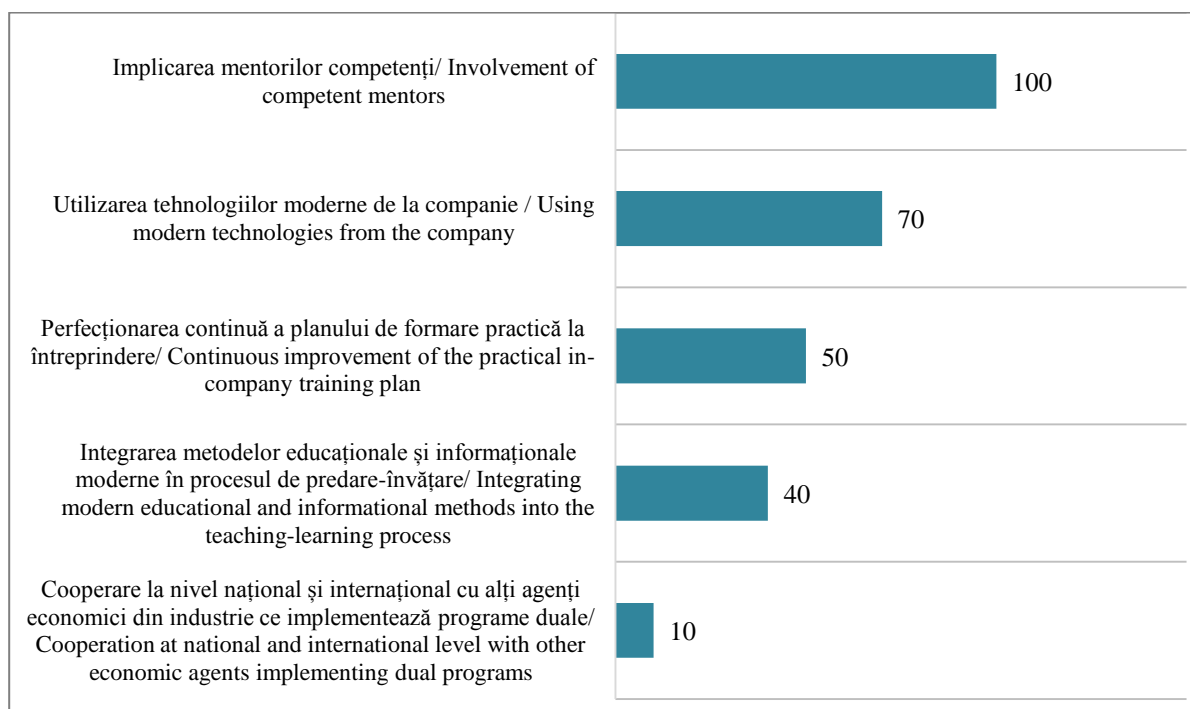 Implicarea mentorilor competenți/ Involvement of
competent mentors
100
Utilizarea tehnologiilor moderne de la companie / Using
modern technologies from the company
70
Perfecționarea continuă a planului de formare practică la
întreprindere/ Continuous improvement of the practical in-
company training plan
50
Integrarea metodelor educaționale și informaționale
moderne în procesul de predare-învățare/ Integrating
modern educational and informational methods into the
teaching-learning process
40
Cooperare la nivel național și internațional cu alți agenți
economici din industrie ce implementează programe duale/
Cooperation at national and international level with other
economic agents implementing dual programs
10